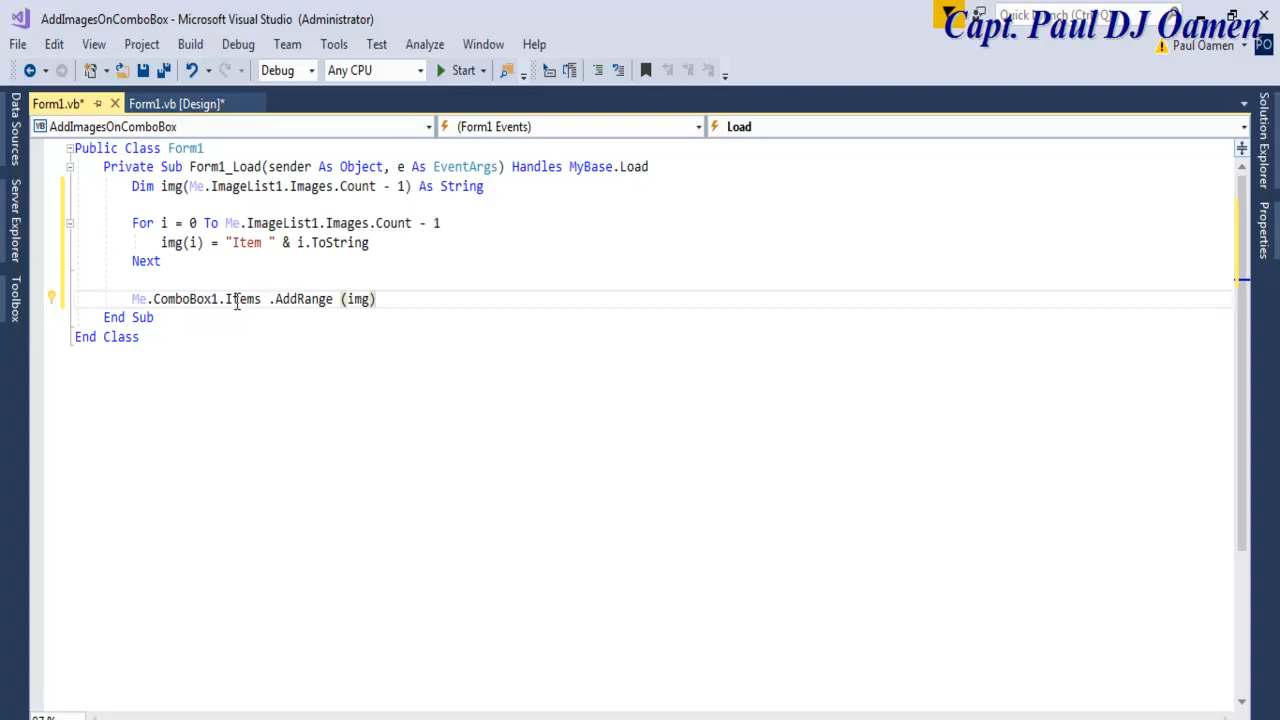 AddImagesOnComboBox - Microsoft Visual Studio (Administrator)
Quick Launch (Ctrl+Q)
Capt. Paul DJ Oamen
File Edit View Project Build Debug Team Tools Test Analyze Window Help
Paul Oamen PO
Debug Any CPU Start
Form1.vb* Form1.vb [Design]*
AddImagesOnComboBox (Form1 Events) Load
Public Class Form1
Private Sub Form1_Load(sender As Object, e As EventArgs) Handles MyBase.Load
Dim img(Me.ImageList1.Images.Count - 1) As String
For i = 0 To Me.ImageList1.Images.Count - 1
img(i) = "Item " & i.ToString
Next
Me.ComboBox1.Items .AddRange (img)
End Sub
End Class
Data Sources
Server Explorer
Toolbox
Solution Explorer
Properties